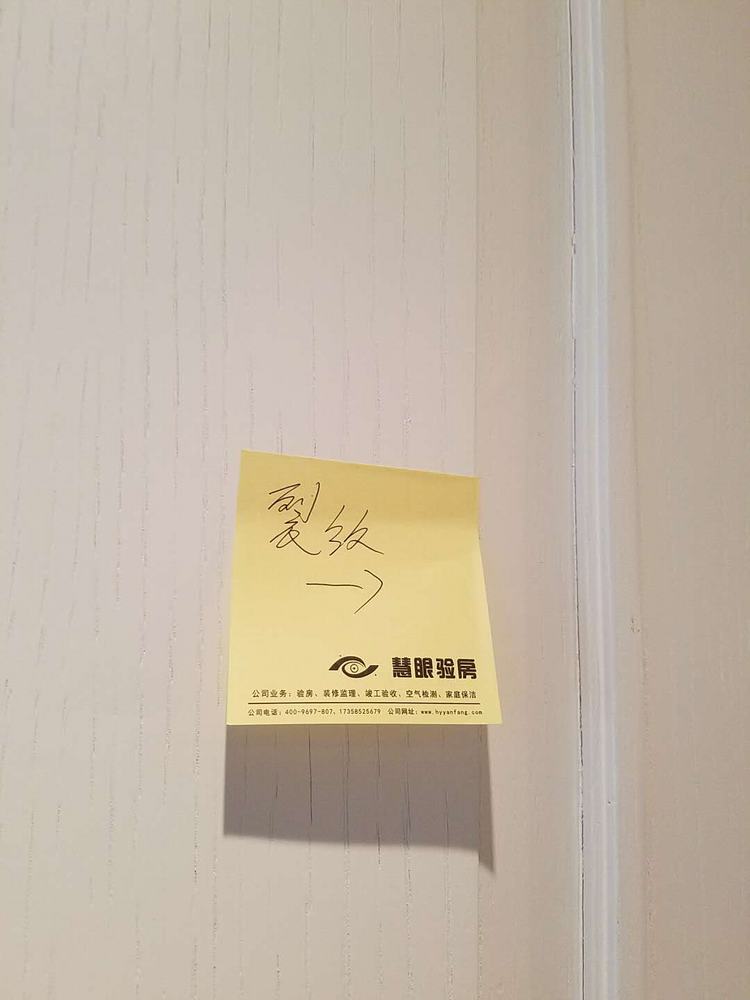 裂纹
→
慧眼验房
公司业务：验房、装修监理、竣工验收、空气检测、家庭保洁
公司电话：400-9697-807、17358525679 公司网址：www.hyyanfang.com